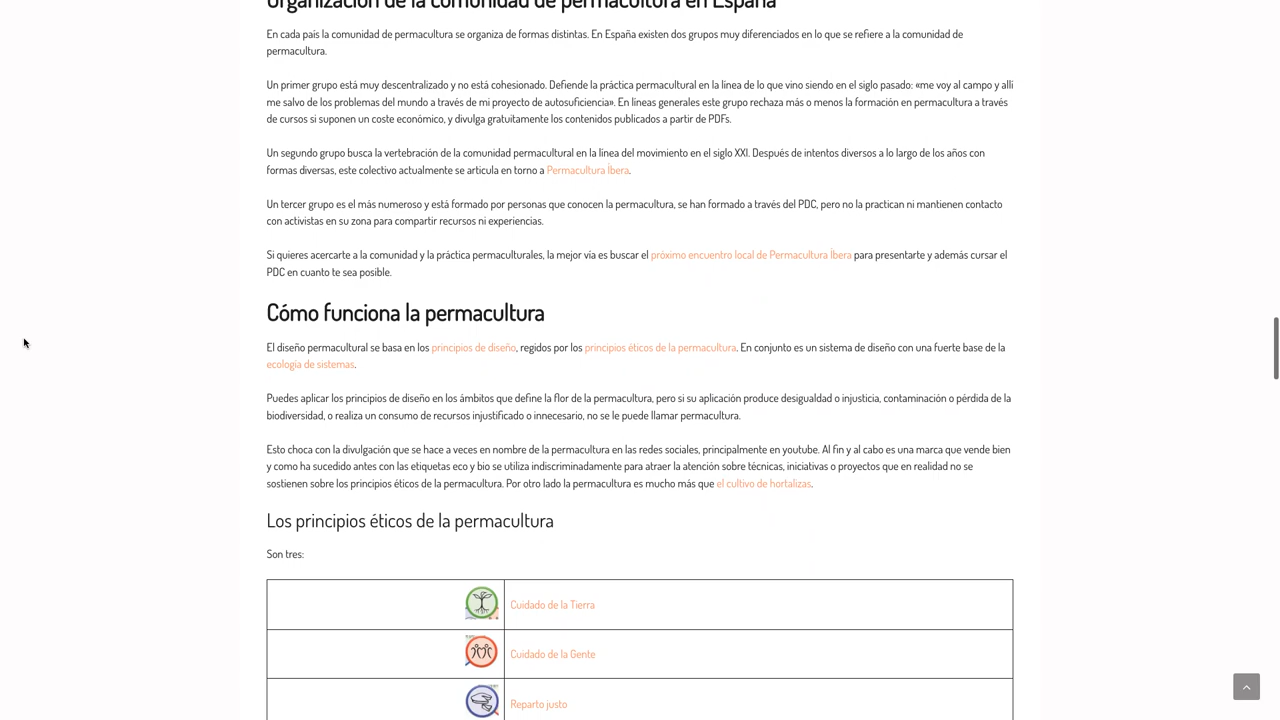 Organización de la comunidad de permacultura en España
En cada país la comunidad de permacultura se organiza de formas distintas. En España existen dos grupos muy diferenciados en lo que se refiere a la comunidad de
permacultura.
Un primer grupo está muy descentralizado y no está cohesionado. Defiende la práctica permacultural en la línea de lo que vino siendo en el siglo pasado: «me voy al campo y allí
me salvo de los problemas del mundo a través de mi proyecto de autosuficiencia». En líneas generales este grupo rechaza más o menos la formación en permacultura a través
de cursos si suponen un coste económico, y divulga gratuitamente los contenidos publicados a partir de PDFs.
Un segundo grupo busca la vertebración de la comunidad permacultural en la línea del movimiento en el siglo XXI. Después de intentos diversos a lo largo de los años con
formas diversas, este colectivo actualmente se articula en torno a Permacultura Íbera.
Un tercer grupo es el más numeroso y está formado por personas que conocen la permacultura, se han formado a través del PDC, pero no la practican ni mantienen contacto
con activistas en su zona para compartir recursos ni experiencias.
Si quieres acercarte a la comunidad y la práctica permaculturales, la mejor vía es buscar el próximo encuentro local de Permacultura Íbera para presentarte y además cursar el
PDC en cuanto te sea posible.
Cómo funciona la permacultura
El diseño permacultural se basa en los principios de diseño, regidos por los principios éticos de la permacultura. En conjunto es un sistema de diseño con una fuerte base de la
ecología de sistemas.
Puedes aplicar los principios de diseño en los ámbitos que define la flor de la permacultura, pero si su aplicación produce desigualdad o injusticia, contaminación o pérdida de la
biodiversidad, o realiza un consumo de recursos injustificado o innecesario, no se le puede llamar permacultura.
Esto choca con la divulgación que se hace a veces en nombre de la permacultura en las redes sociales, principalmente en youtube. Al fin y al cabo es una marca que vende bien
y como ha sucedido antes con las etiquetas eco y bio se utiliza indiscriminadamente para atraer la atención sobre técnicas, iniciativas o proyectos que en realidad no se
sostienen sobre los principios éticos de la permacultura. Por otro lado la permacultura es mucho más que el cultivo de hortalizas.
Los principios éticos de la permacultura
Son tres:
Cuidado de la Tierra
Cuidado de la Gente
Reparto justo